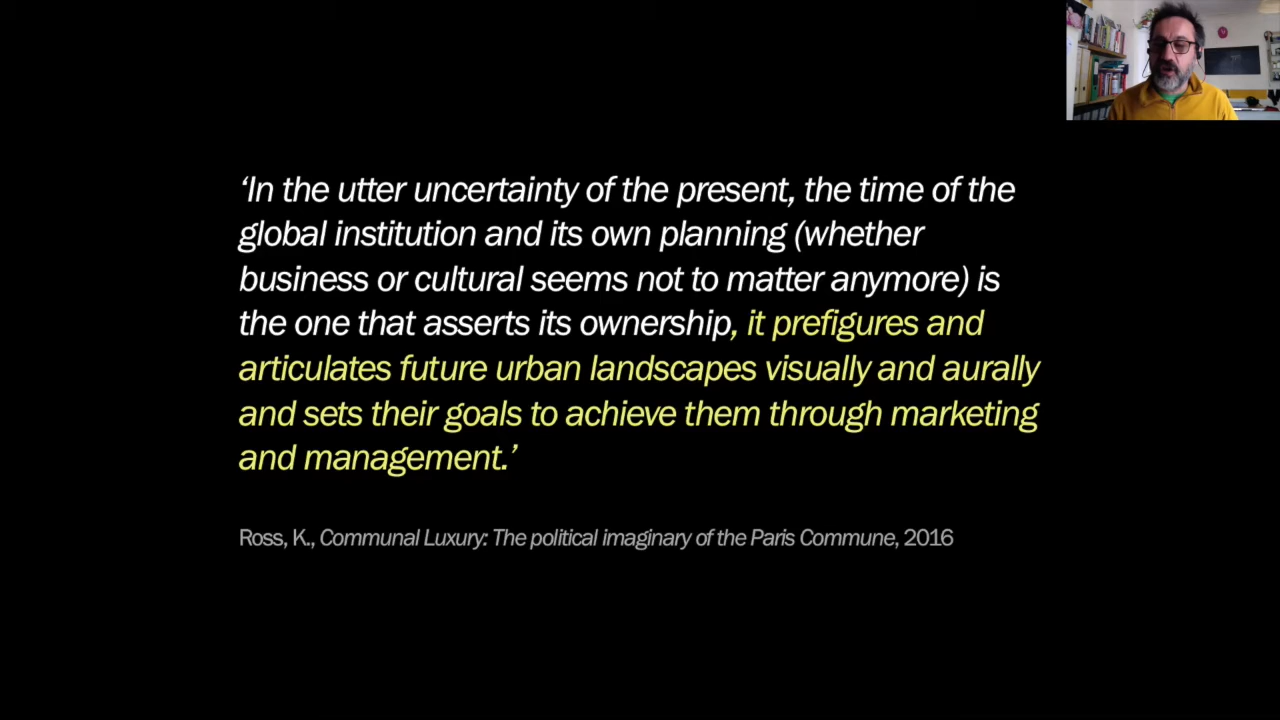 ‘In the utter uncertainty of the present, the time of the
global institution and its own planning (whether
business or cultural seems not to matter anymore) is
the one that asserts its ownership, it prefigures and
articulates future urban landscapes visually and aurally
and sets their goals to achieve them through marketing
and management.’
Ross, K., Communal Luxury: The political imaginary of the Paris Commune, 2016